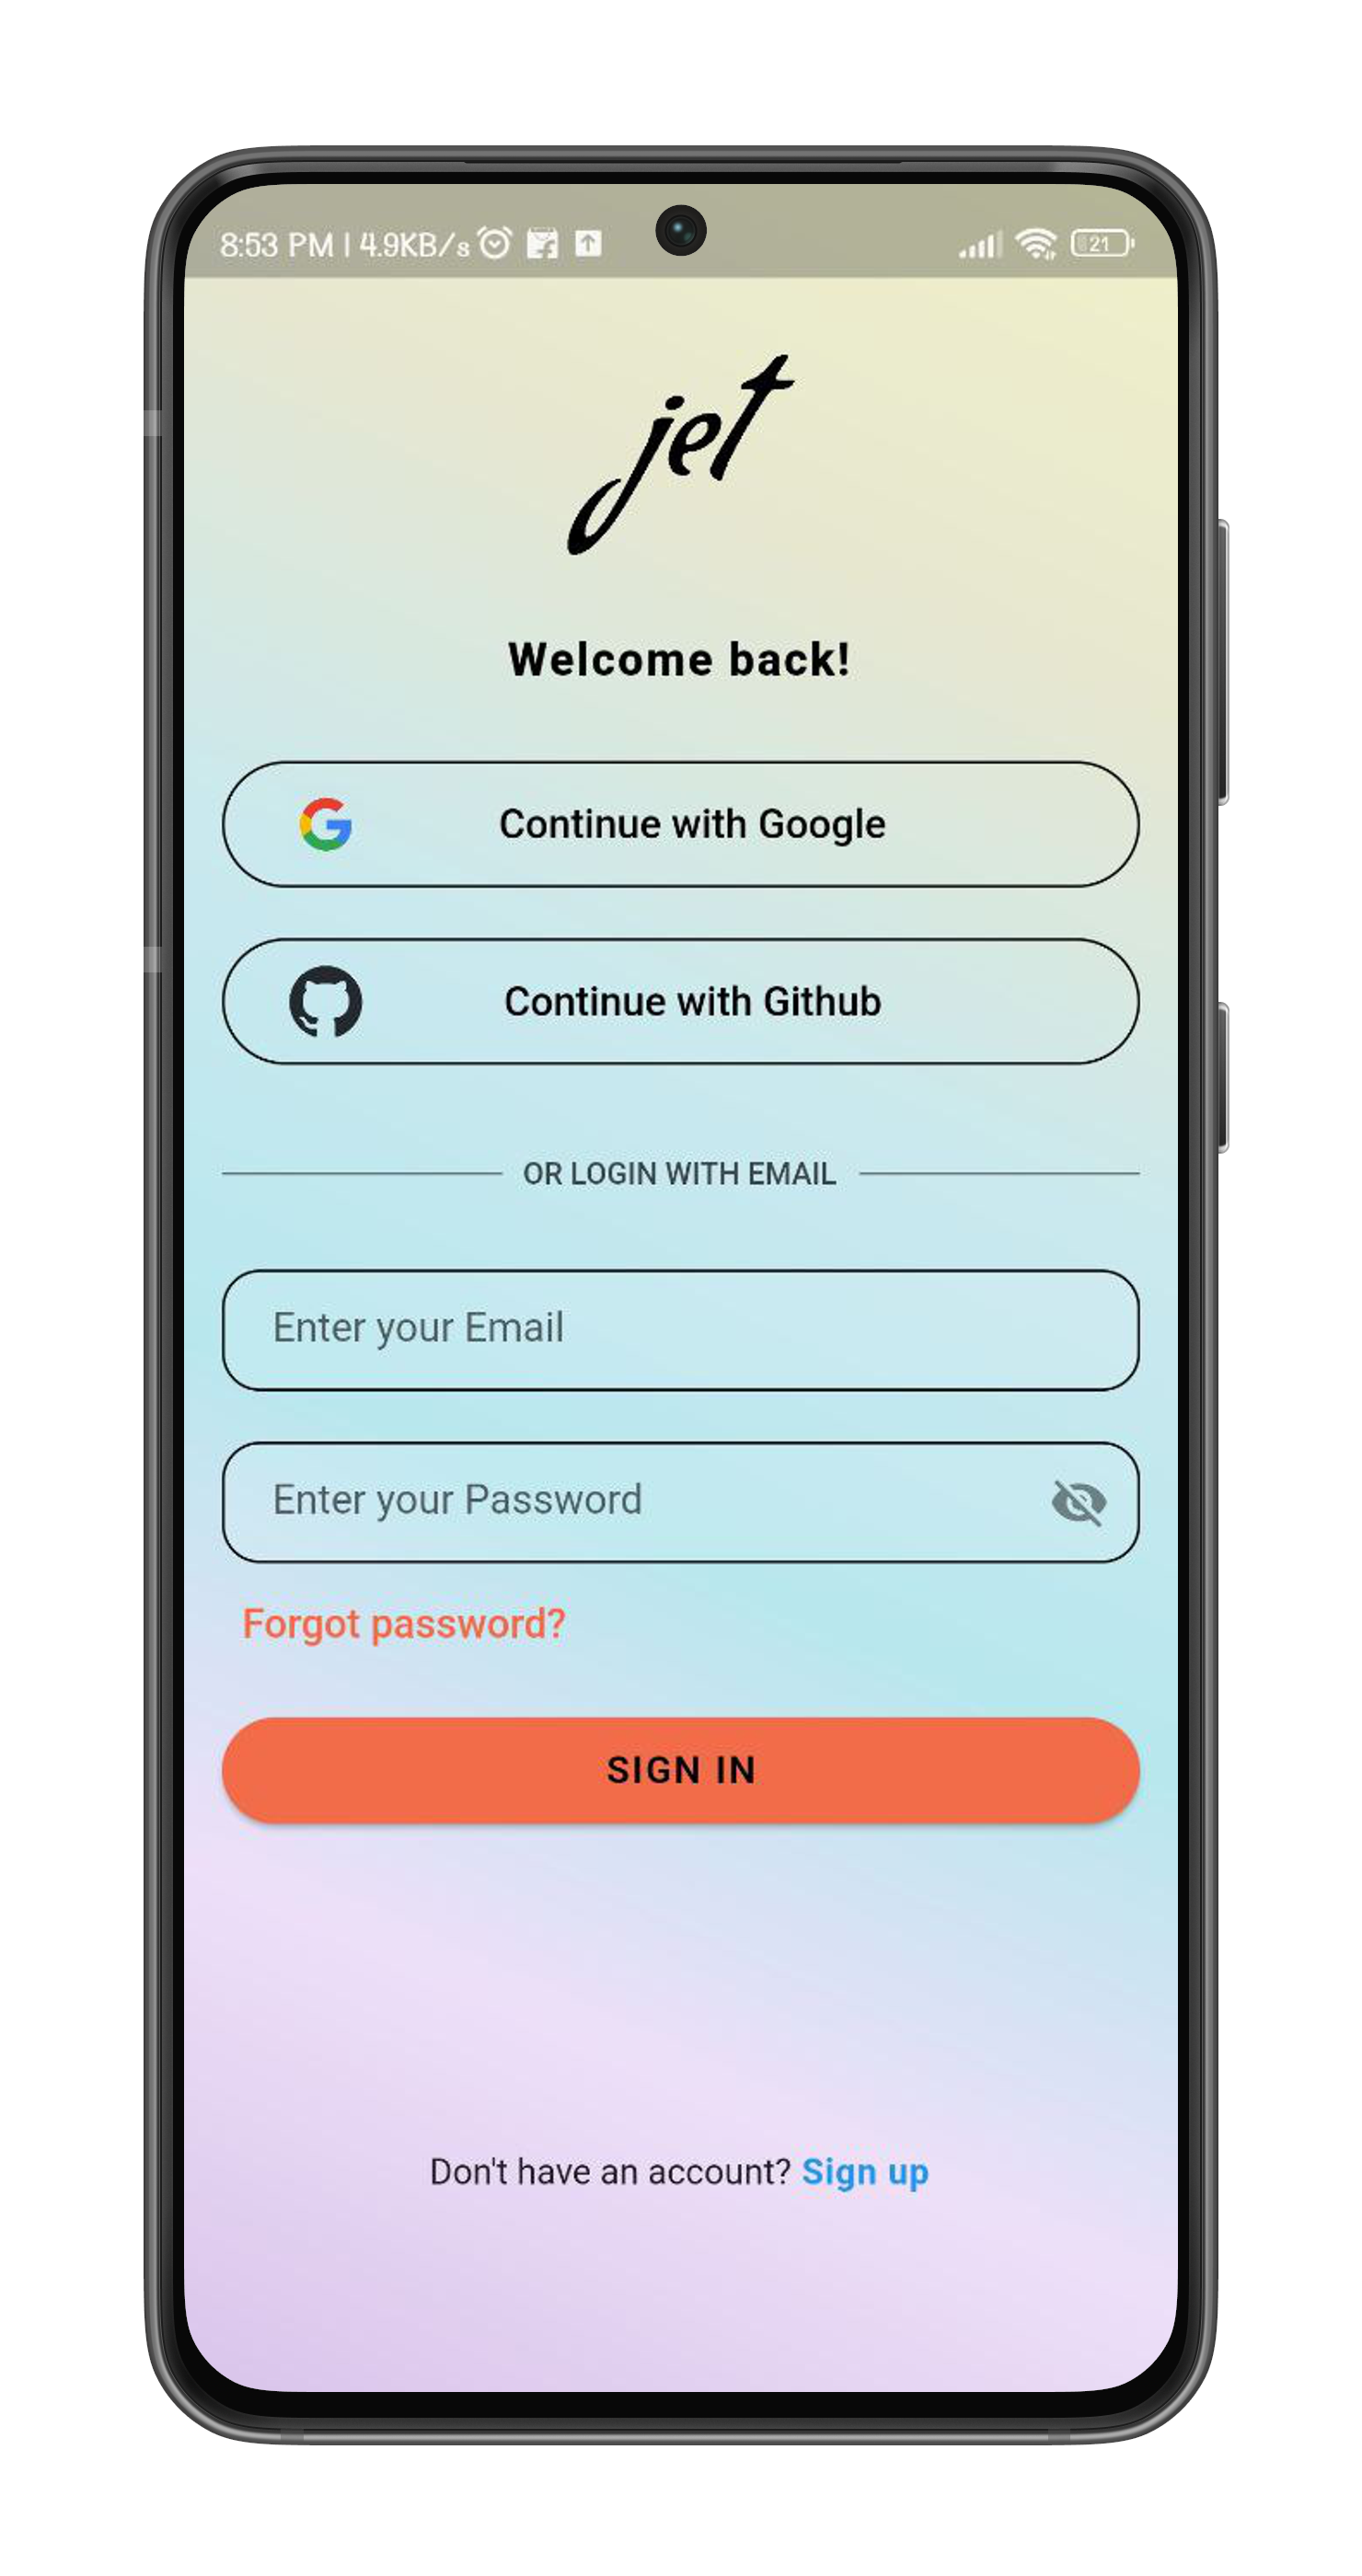 8:53 PM | 4.9KB/s 21
jet
Welcome back!
Continue with Google
Continue with Github
OR LOGIN WITH EMAIL
Enter your Email
Enter your Password
Forgot password?
SIGN IN
Don't have an account? Sign up